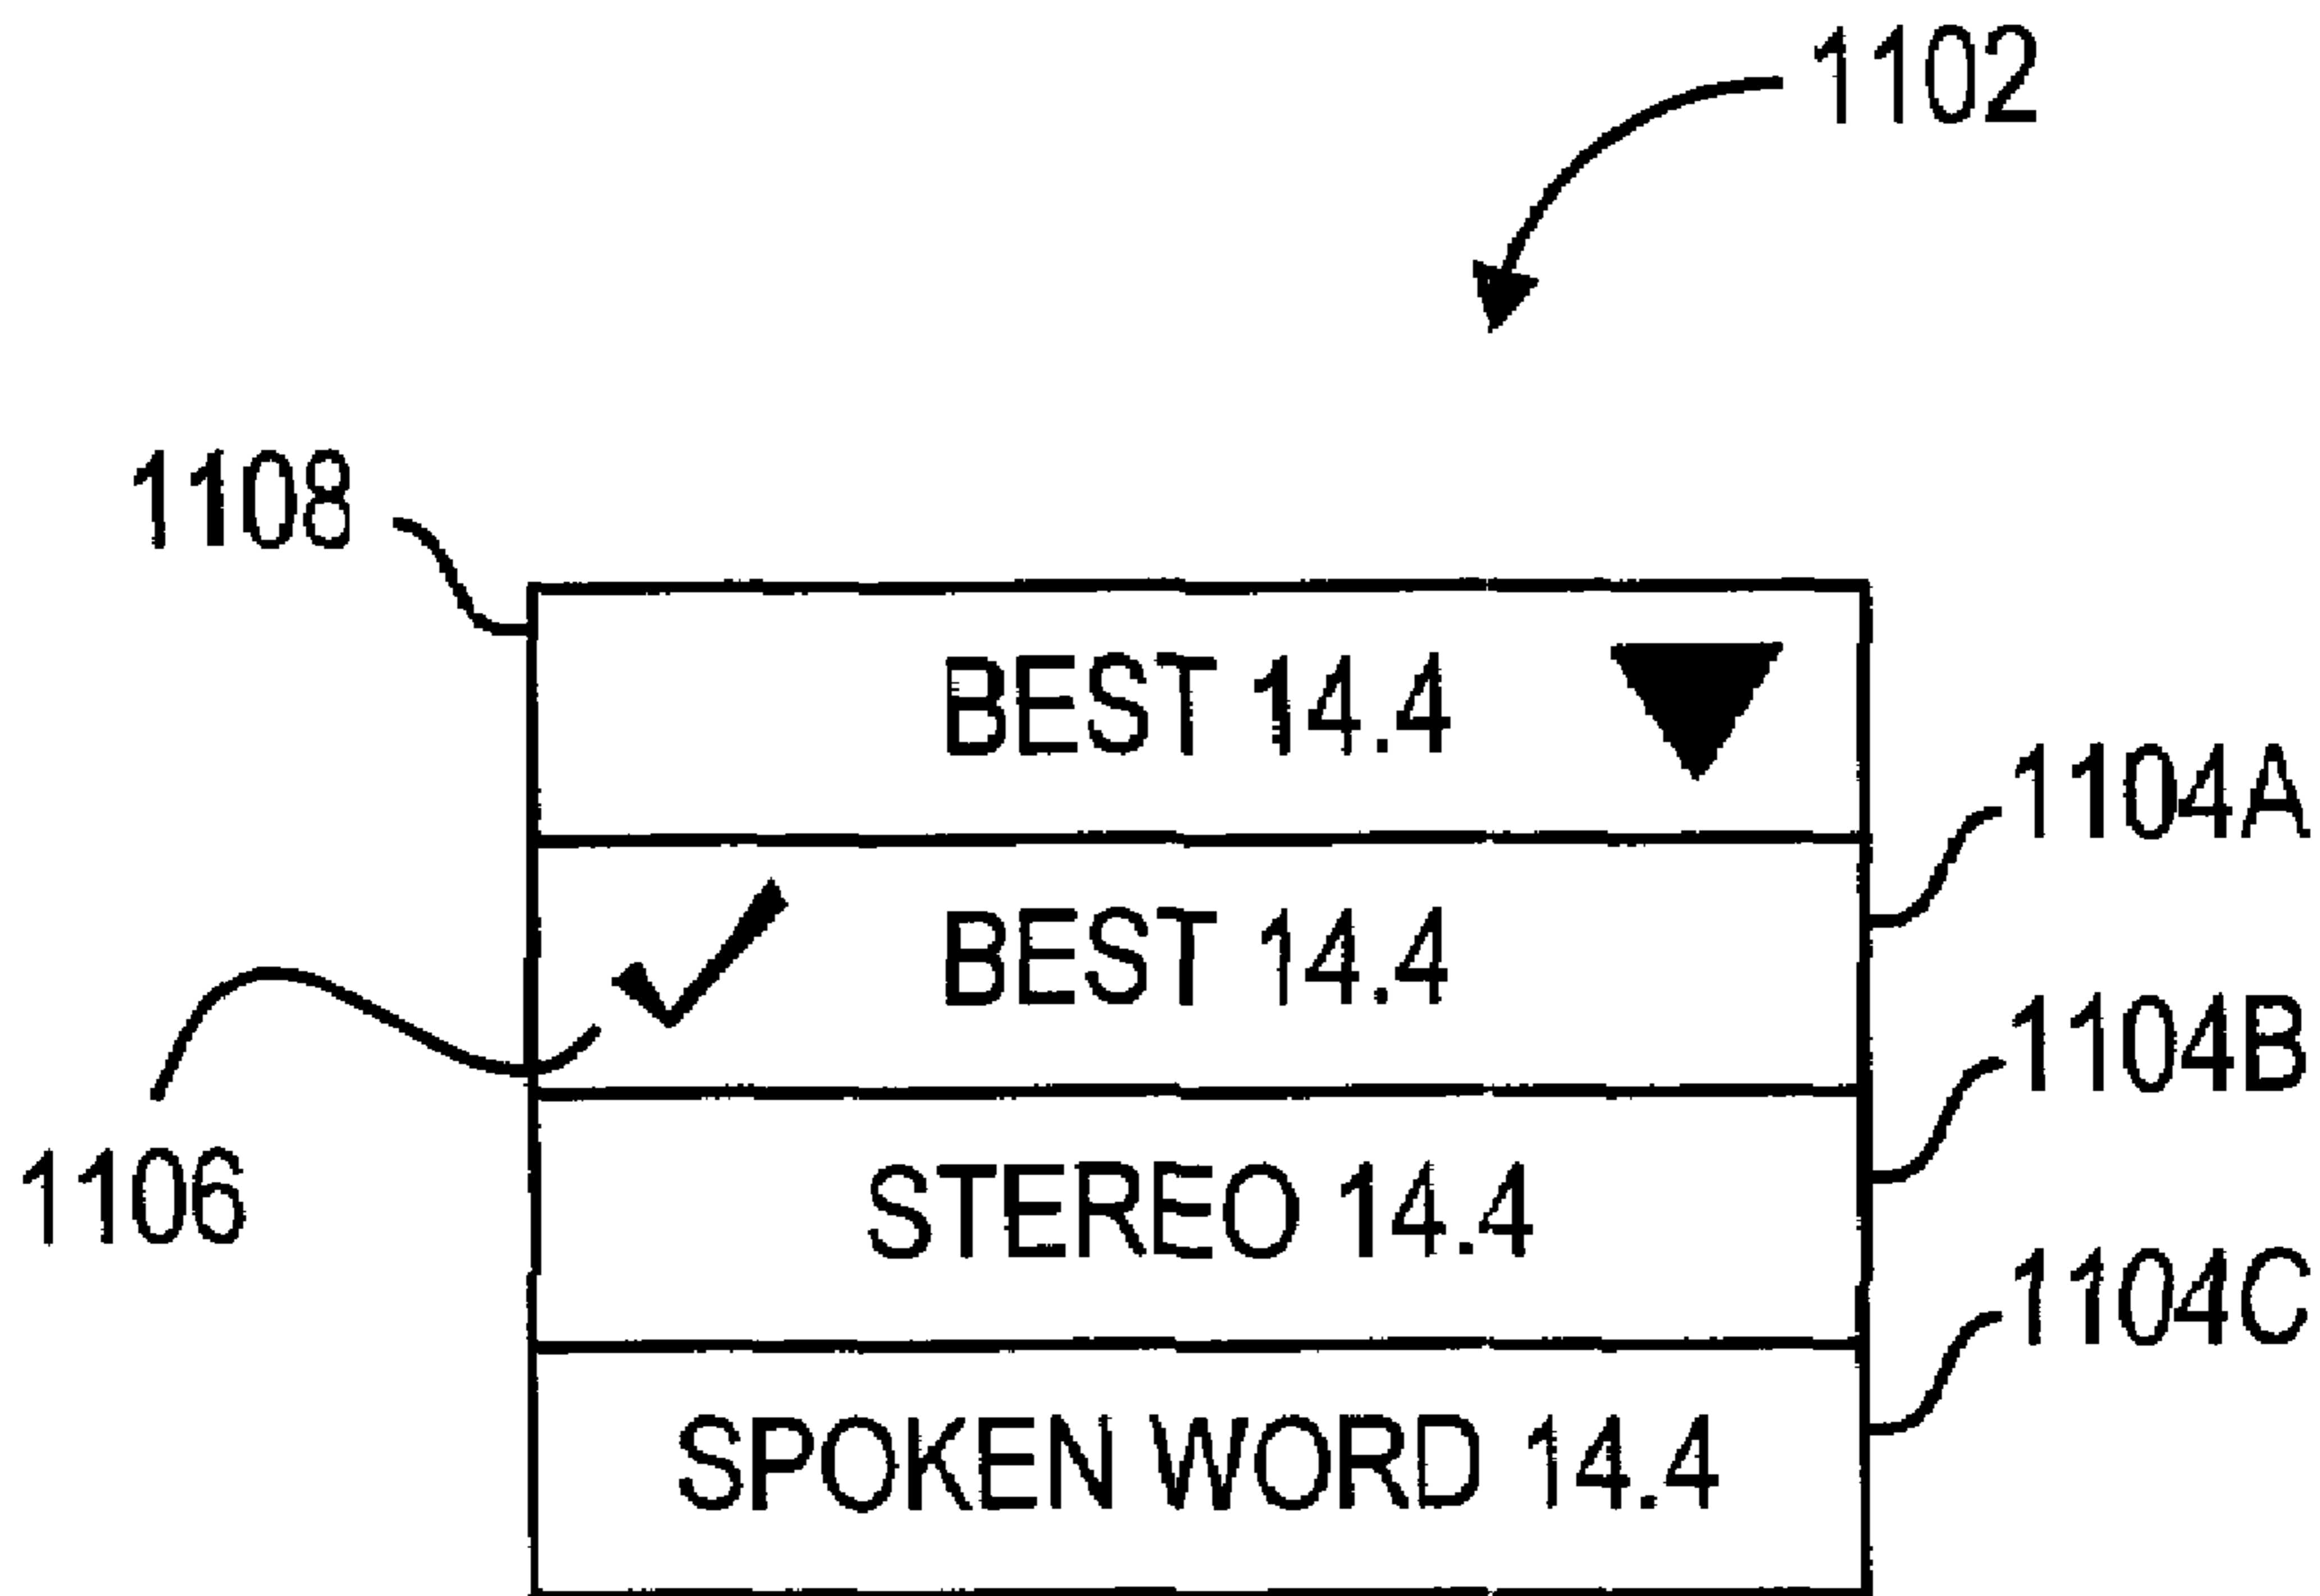 1102
1108
BEST 14.4
1104A
BEST 14.4
1104B
1106
STEREO 14.4
1104C
SPOKEN WORD 14.4